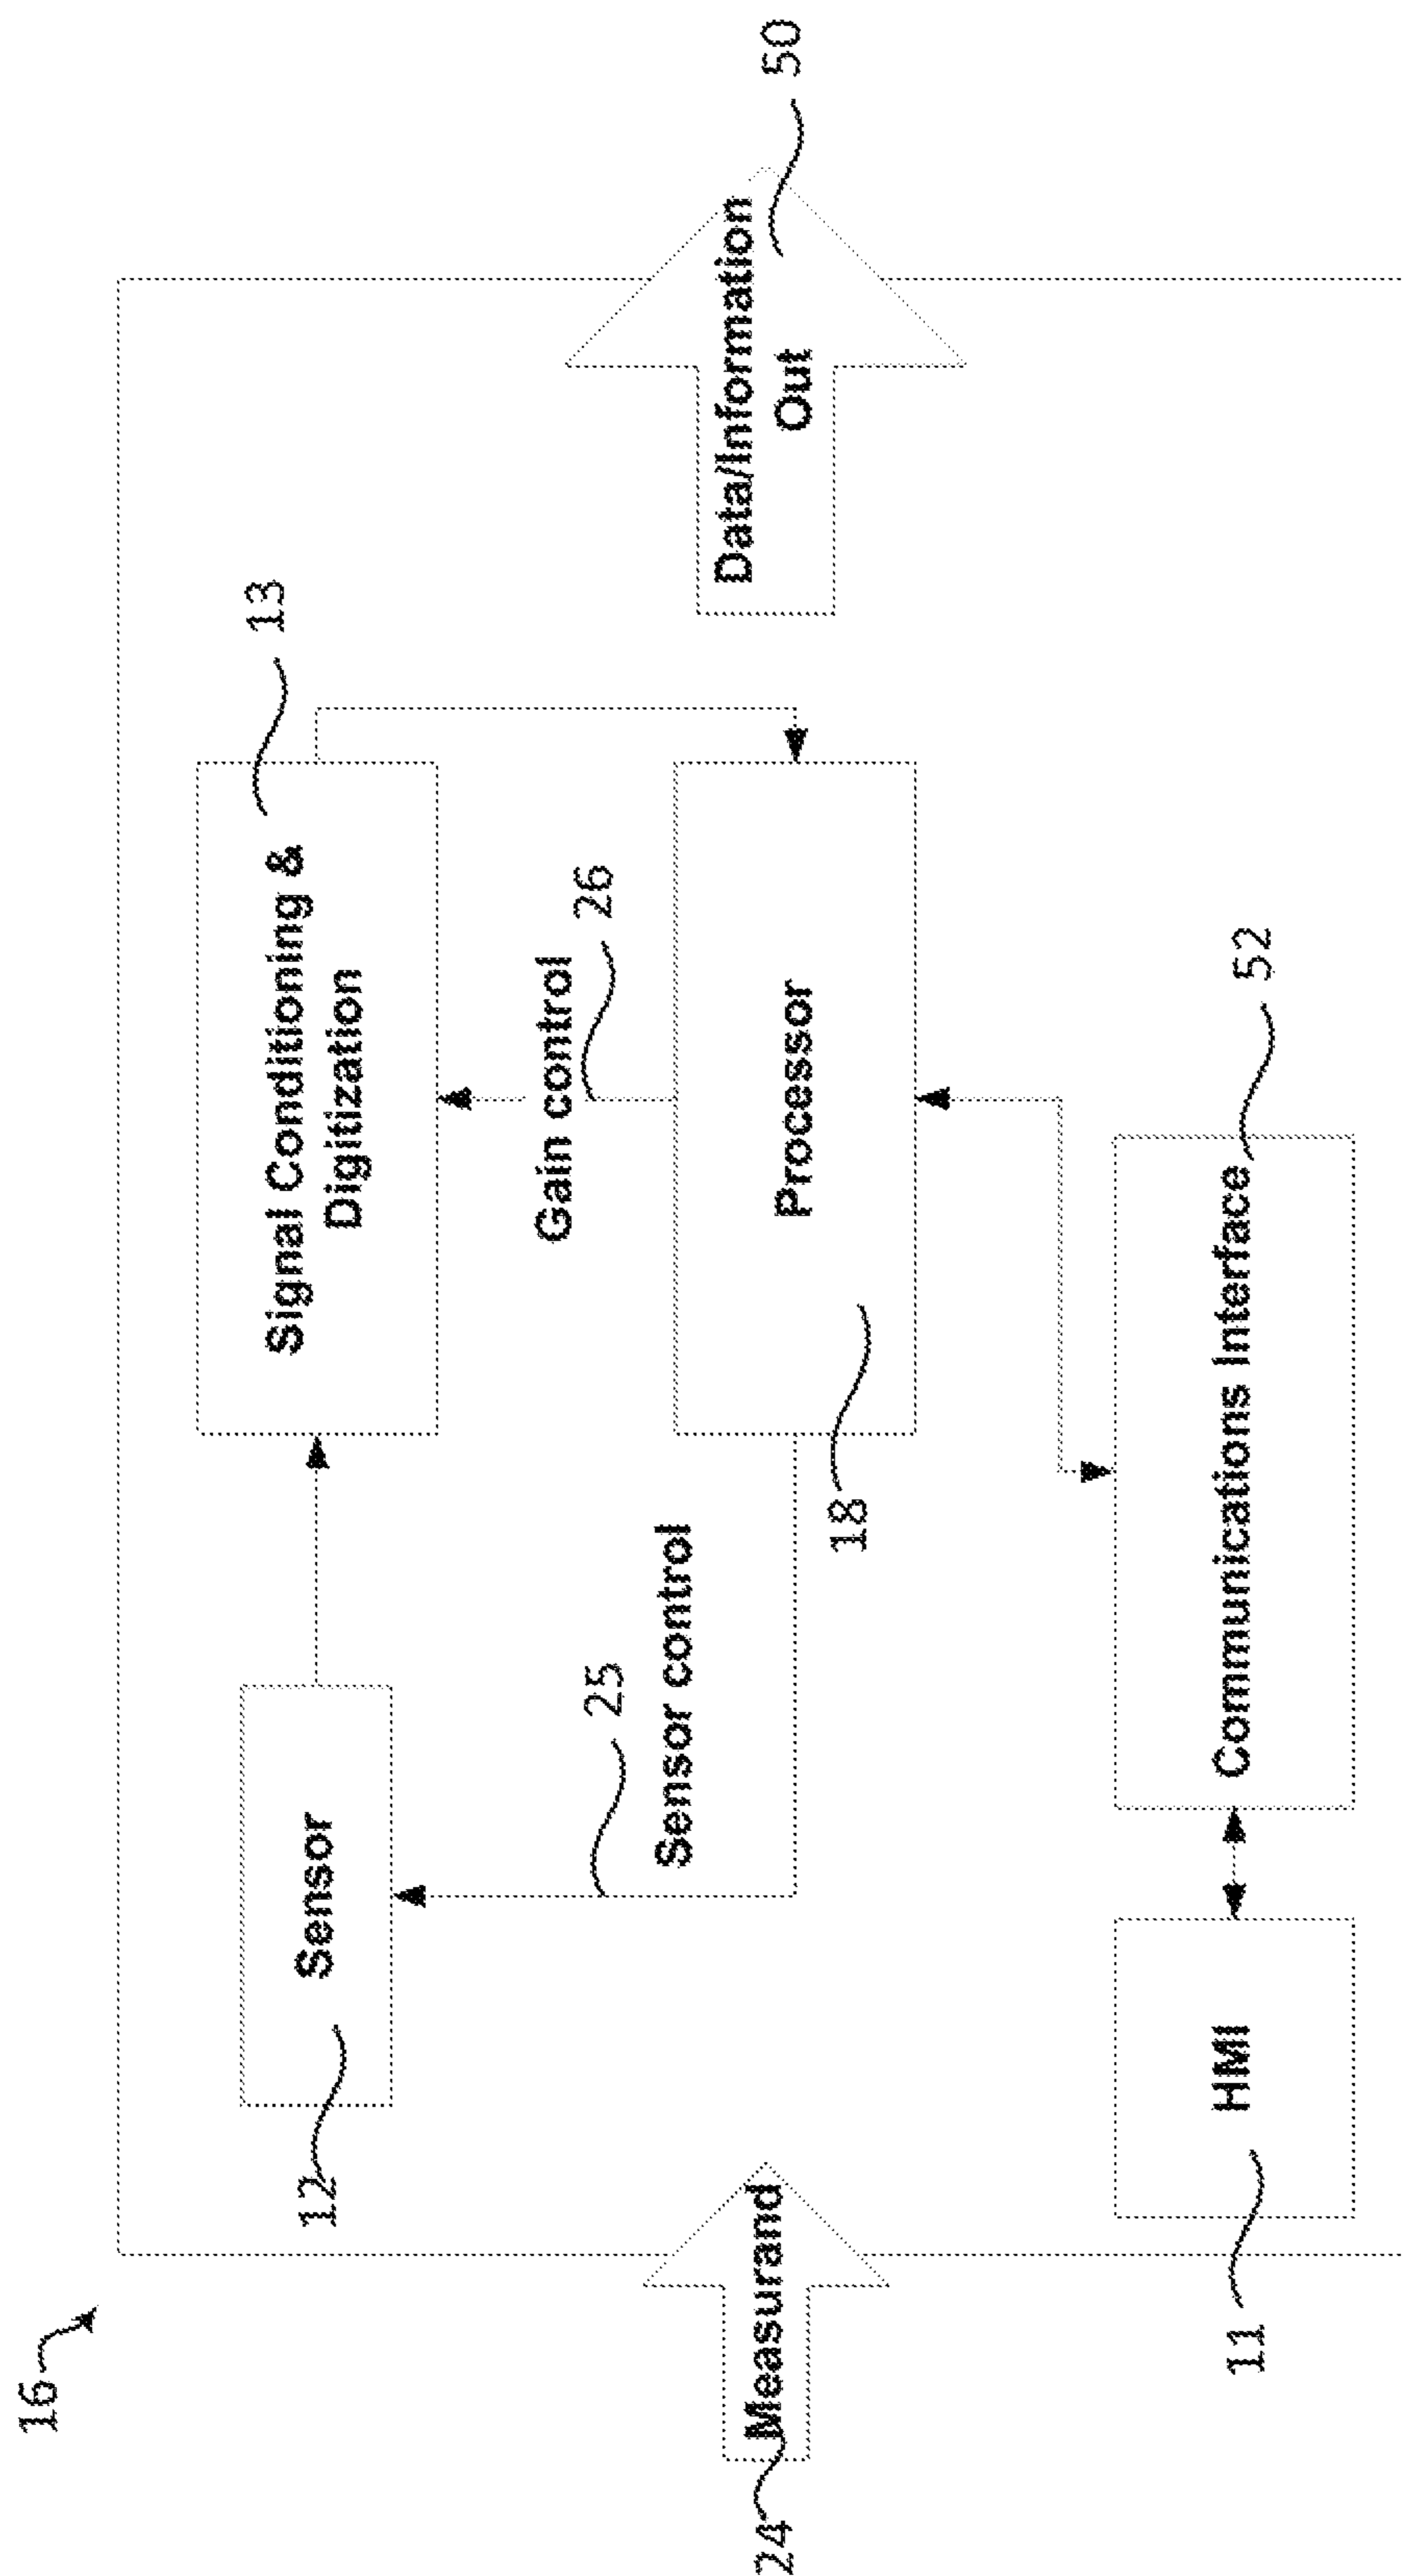 16
12
Sensor
Signal Conditioning &
Digitization
13
25
Sensor control
Gain control
26
24
Measurand
18
Processor
Data/Information
Out
50
11
HMI
Communications Interface
52